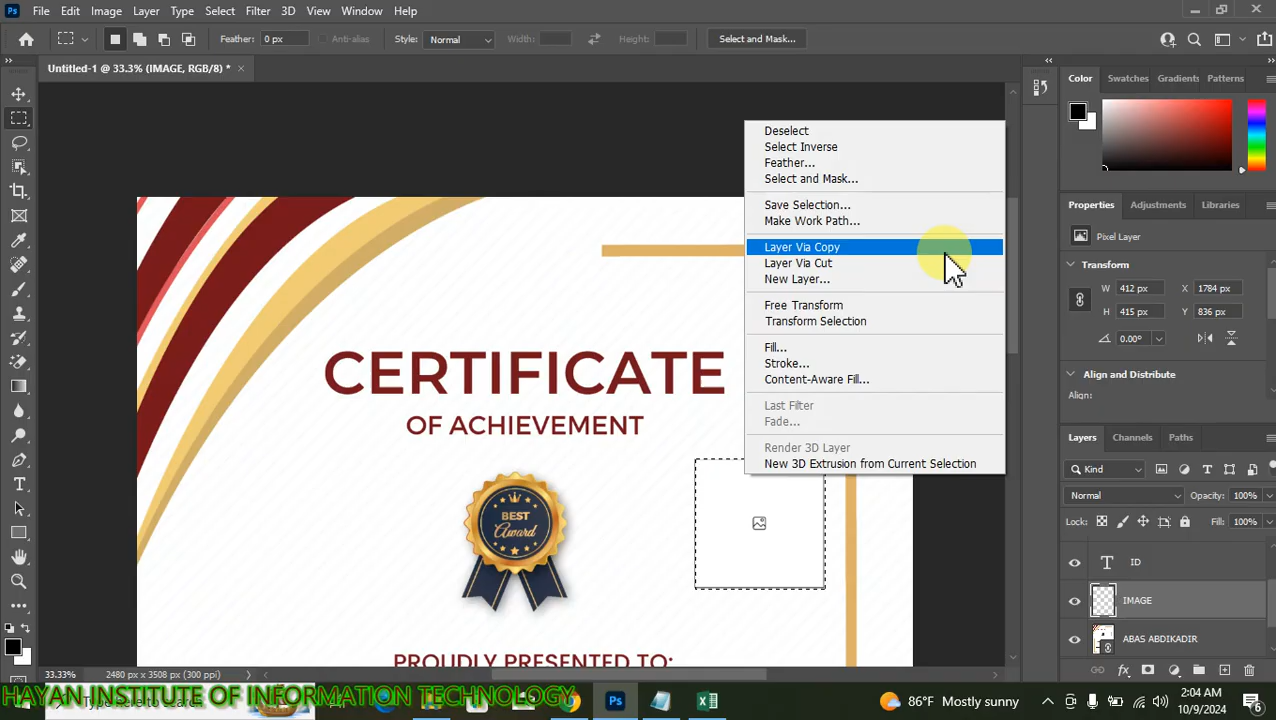 Ps File Edit Image Layer Type Select Filter 3D View Window Help
Feather: 0 px Anti-alias Style: Normal Width: Height: Select and Mask...
Untitled-1 @ 33.3% (IMAGE, RGB/8) *
Color Swatches Gradients Patterns
Deselect
Select Inverse
Feather...
Select and Mask...
Save Selection...
Make Work Path...
Layer Via Copy
Layer Via Cut
New Layer...
Free Transform
Transform Selection
Fill...
Stroke...
Content-Aware Fill...
Last Filter
Fade...
Render 3D Layer
New 3D Extrusion from Current Selection
CERTIFICATE
OF ACHIEVEMENT
BEST
Award
PROUDLY PRESENTED TO:
Properties Adjustments Libraries
Pixel Layer
Transform
W 412 px X 1784 px
H 415 px Y 836 px
0.00°
Align and Distribute
Align:
Layers Channels Paths
Kind
Normal Opacity: 100%
Lock: Fill: 100%
T ID
IMAGE
ABAS ABDIKADIR
33.33% 2480 px x 3508 px (300 ppi)
HAYAN INSTITUTE OF INFORMATION TECHNOLOGY
Ps
86°F Mostly sunny
2:04 AM
10/9/2024
6